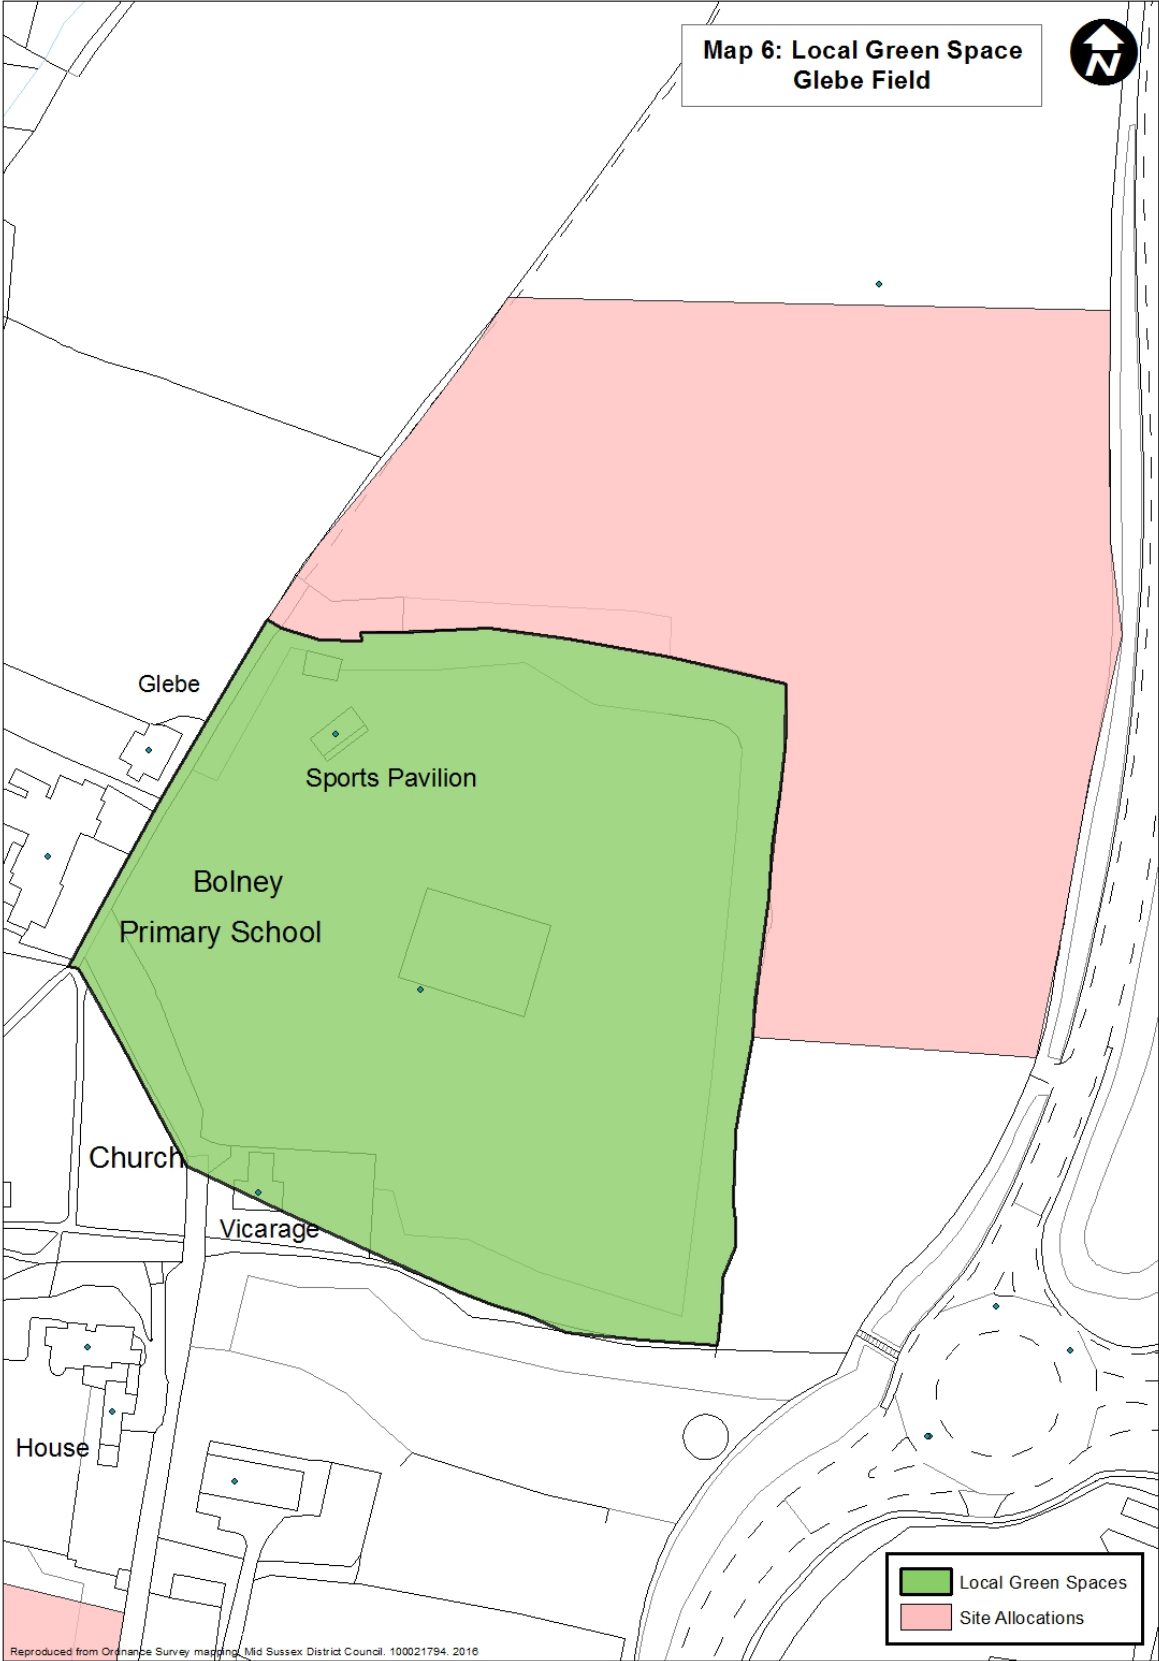 Map 6: Local Green Space
Glebe Field
N
Glebe
Sports Pavilion
Bolney
Primary School
Church
Vicarage
House
Local Green Spaces
Site Allocations
Reproduced from Ordnance Survey mapping. Mid Sussex District Council. 100021794. 2016